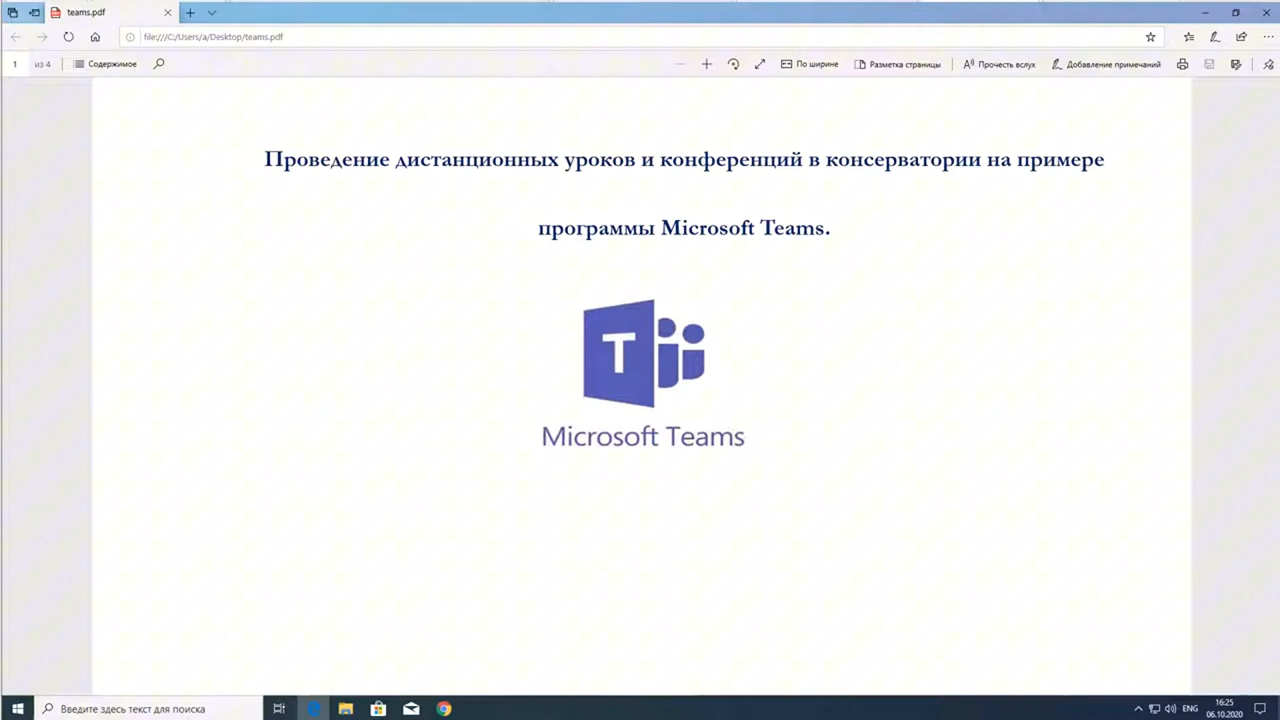 teams.pdf
file:///C:/Users/a/Desktop/teams.pdf
1 из 4 Содержимое По ширине Разметка страницы Прочесть вслух Добавление примечаний
Проведение дистанционных уроков и конференций в консерватории на примере
программы Microsoft Teams.
T
Microsoft Teams
Введите здесь текст для поиска
ENG
16:25
06.10.2020